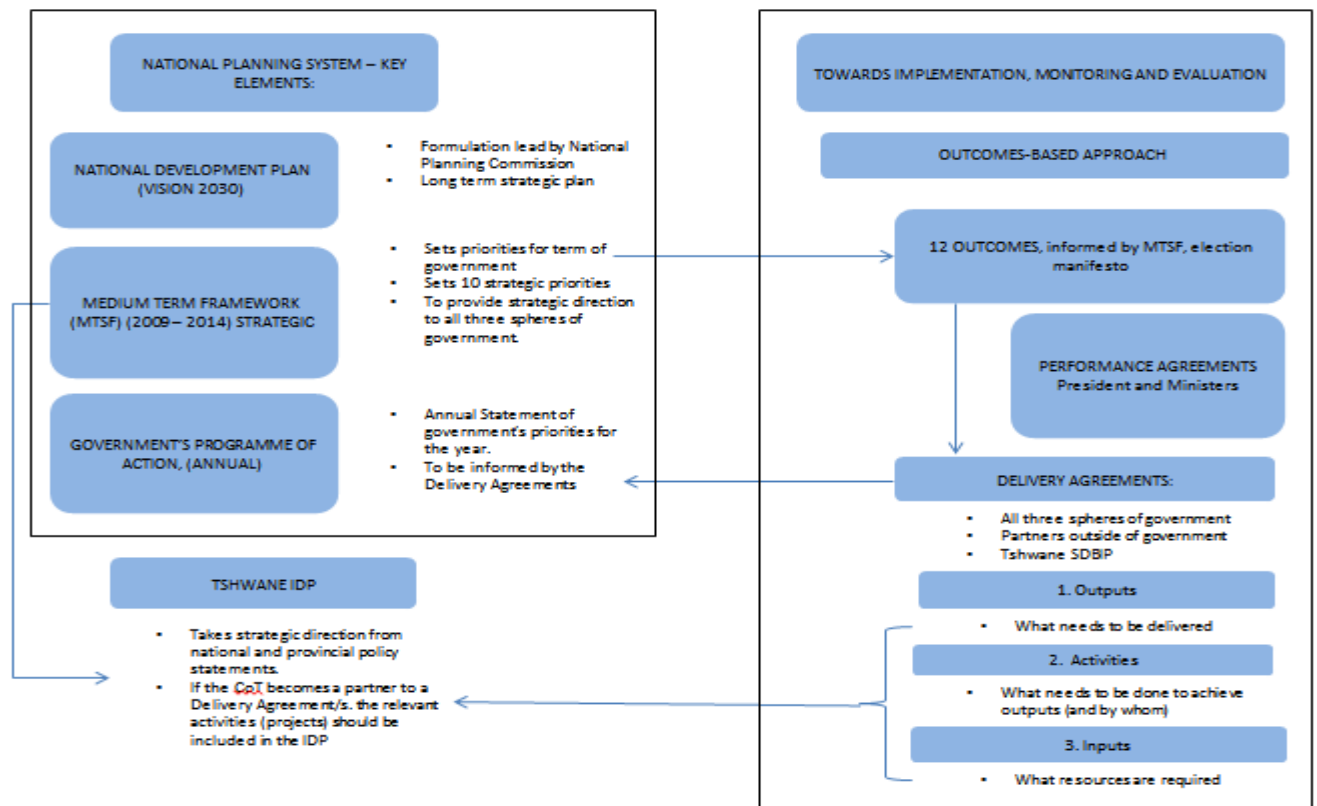 NATIONAL PLANNING SYSTEM – KEY
ELEMENTS:
NATIONAL DEVELOPMENT PLAN
(VISION 2030)
▪ Formulation lead by National
Planning Commission
▪ Long term strategic plan
MEDIUM TERM FRAMEWORK
(MTSF) (2009 – 2014) STRATEGIC
▪ Sets priorities for term of
government
▪ Sets 10 strategic priorities
▪ To provide strategic direction
to all three spheres of
government.
GOVERNMENT'S PROGRAMME OF
ACTION, (ANNUAL)
▪ Annual Statement of
government's priorities for
the year.
▪ To be informed by the
Delivery Agreements
TSHWANE IDP
▪ Takes strategic direction from
national and provincial policy
statements.
▪ If the CoT becomes a partner to a
Delivery Agreement/s. the relevant
activities (projects) should be
included in the IDP
TOWARDS IMPLEMENTATION, MONITORING AND EVALUATION
OUTCOMES-BASED APPROACH
12 OUTCOMES, informed by MTSF, election
manifesto
PERFORMANCE AGREEMENTS
President and Ministers
DELIVERY AGREEMENTS:
▪ All three spheres of government
▪ Partners outside of government
▪ Tshwane SDBIP
1. Outputs
▪ What needs to be delivered
2. Activities
▪ What needs to be done to achieve
outputs (and by whom)
3. Inputs
▪ What resources are required